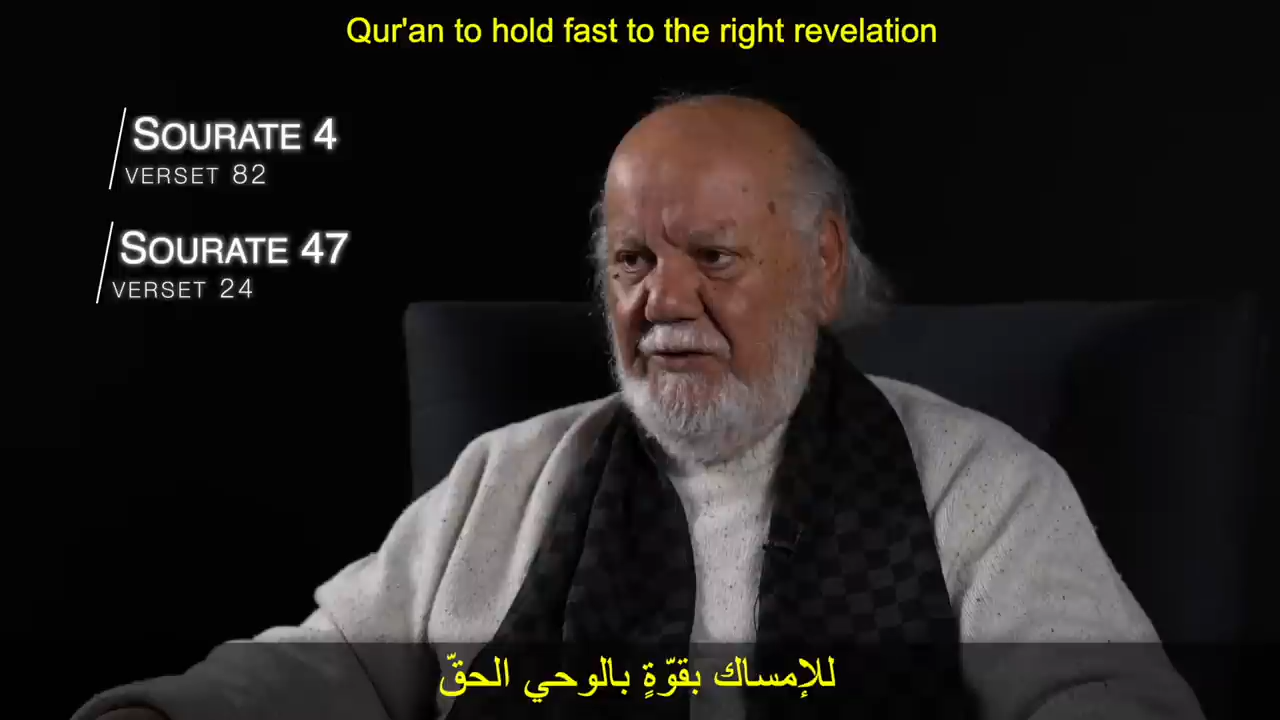 Qur'an to hold fast to the right revelation
SOURATE 4
VERSET 82
SOURATE 47
VERSET 24
للإمساك بقوّةٍ بالوحي الحقّ